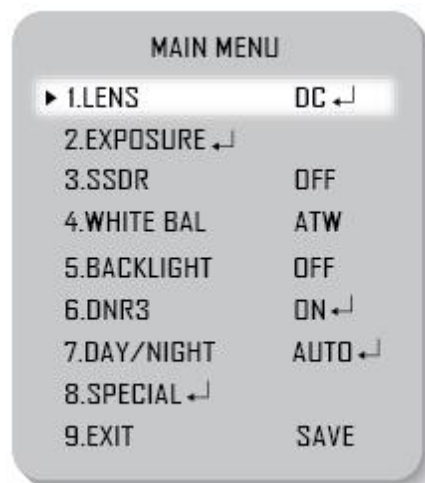 MAIN MENU
▶ 1.LENS DC ↵
2.EXPOSURE ↵
3.SSDR OFF
4.WHITE BAL ATW
5.BACKLIGHT OFF
6.DNR3 ON ↵
7.DAY/NIGHT AUTO ↵
8.SPECIAL ↵
9.EXIT SAVE